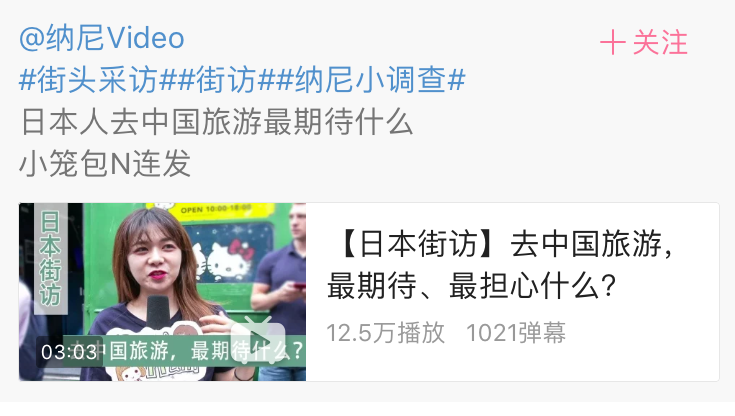 @纳尼Video
+关注
#街头采访##街访##纳尼小调查#
日本人去中国旅游最期待什么
小笼包N连发
日本街访
OPEN 10:00-18:00
03:03
去中国旅游，最期待什么？
【日本街访】去中国旅游，
最期待、最担心什么？
12.5万播放 1021弹幕